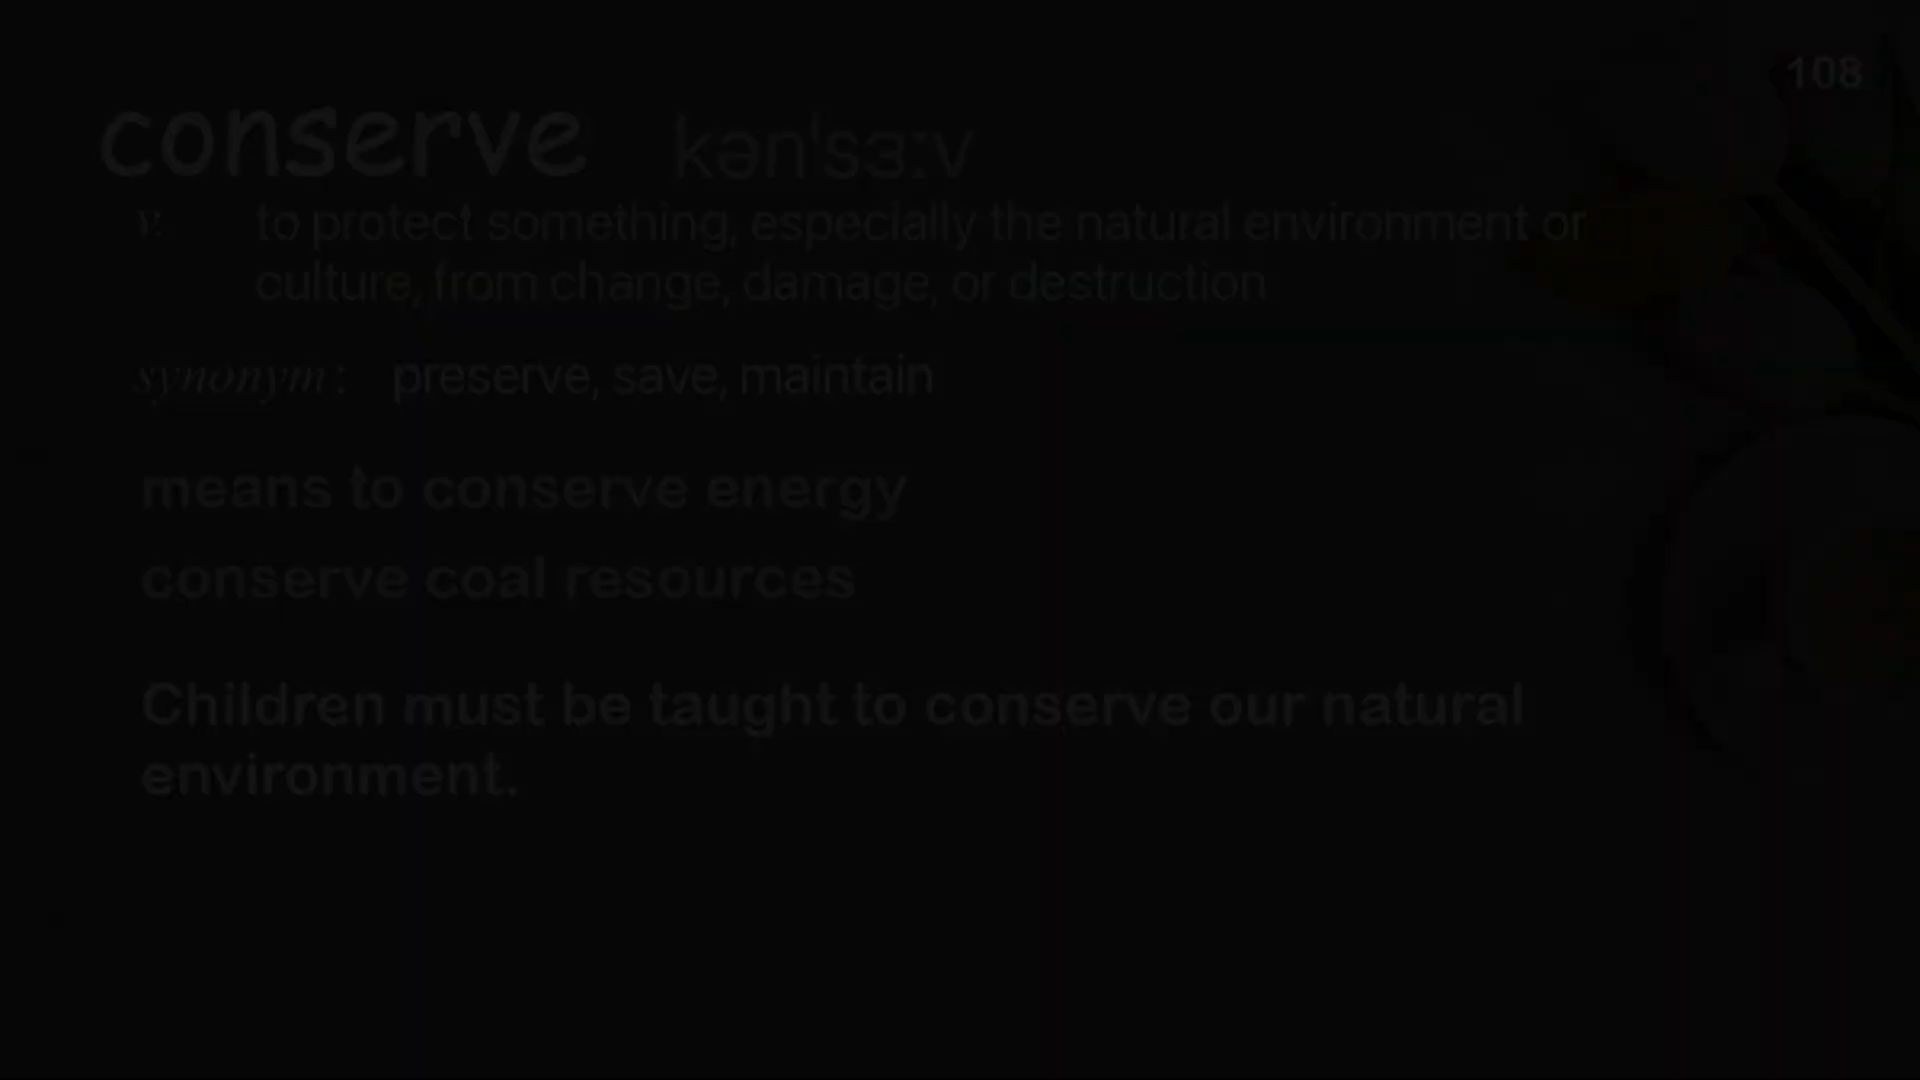 108
conserve kən'sɜːv
v. to protect something, especially the natural environment or
culture, from change, damage, or destruction
synonym: preserve, save, maintain
means to conserve energy
conserve coal resources
Children must be taught to conserve our natural
environment.